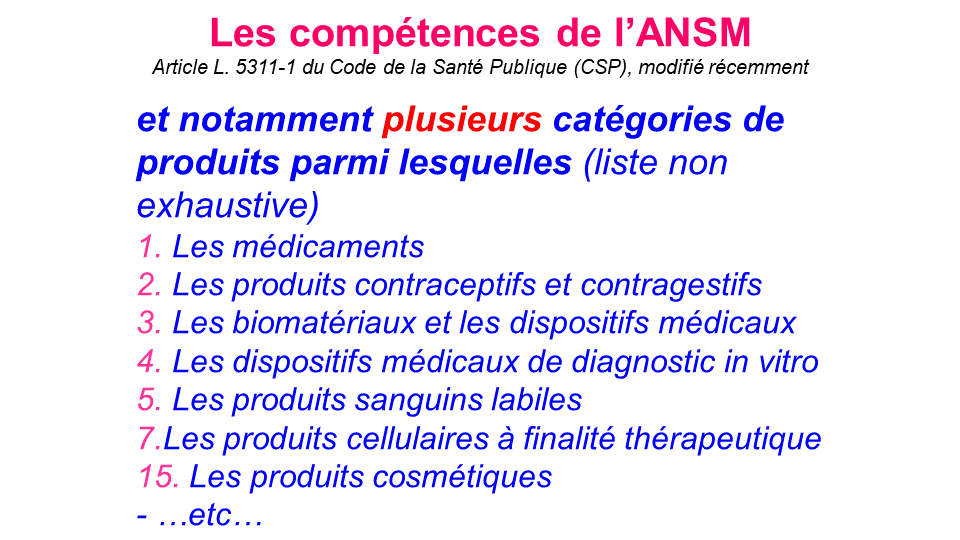 Les compétences de l’ANSM
Article L. 5311-1 du Code de la Santé Publique (CSP), modifié récemment
et notamment plusieurs catégories de
produits parmi lesquelles (liste non
exhaustive)
1. Les médicaments
2. Les produits contraceptifs et contragestifs
3. Les biomatériaux et les dispositifs médicaux
4. Les dispositifs médicaux de diagnostic in vitro
5. Les produits sanguins labiles
7.Les produits cellulaires à finalité thérapeutique
15. Les produits cosmétiques
- …etc…